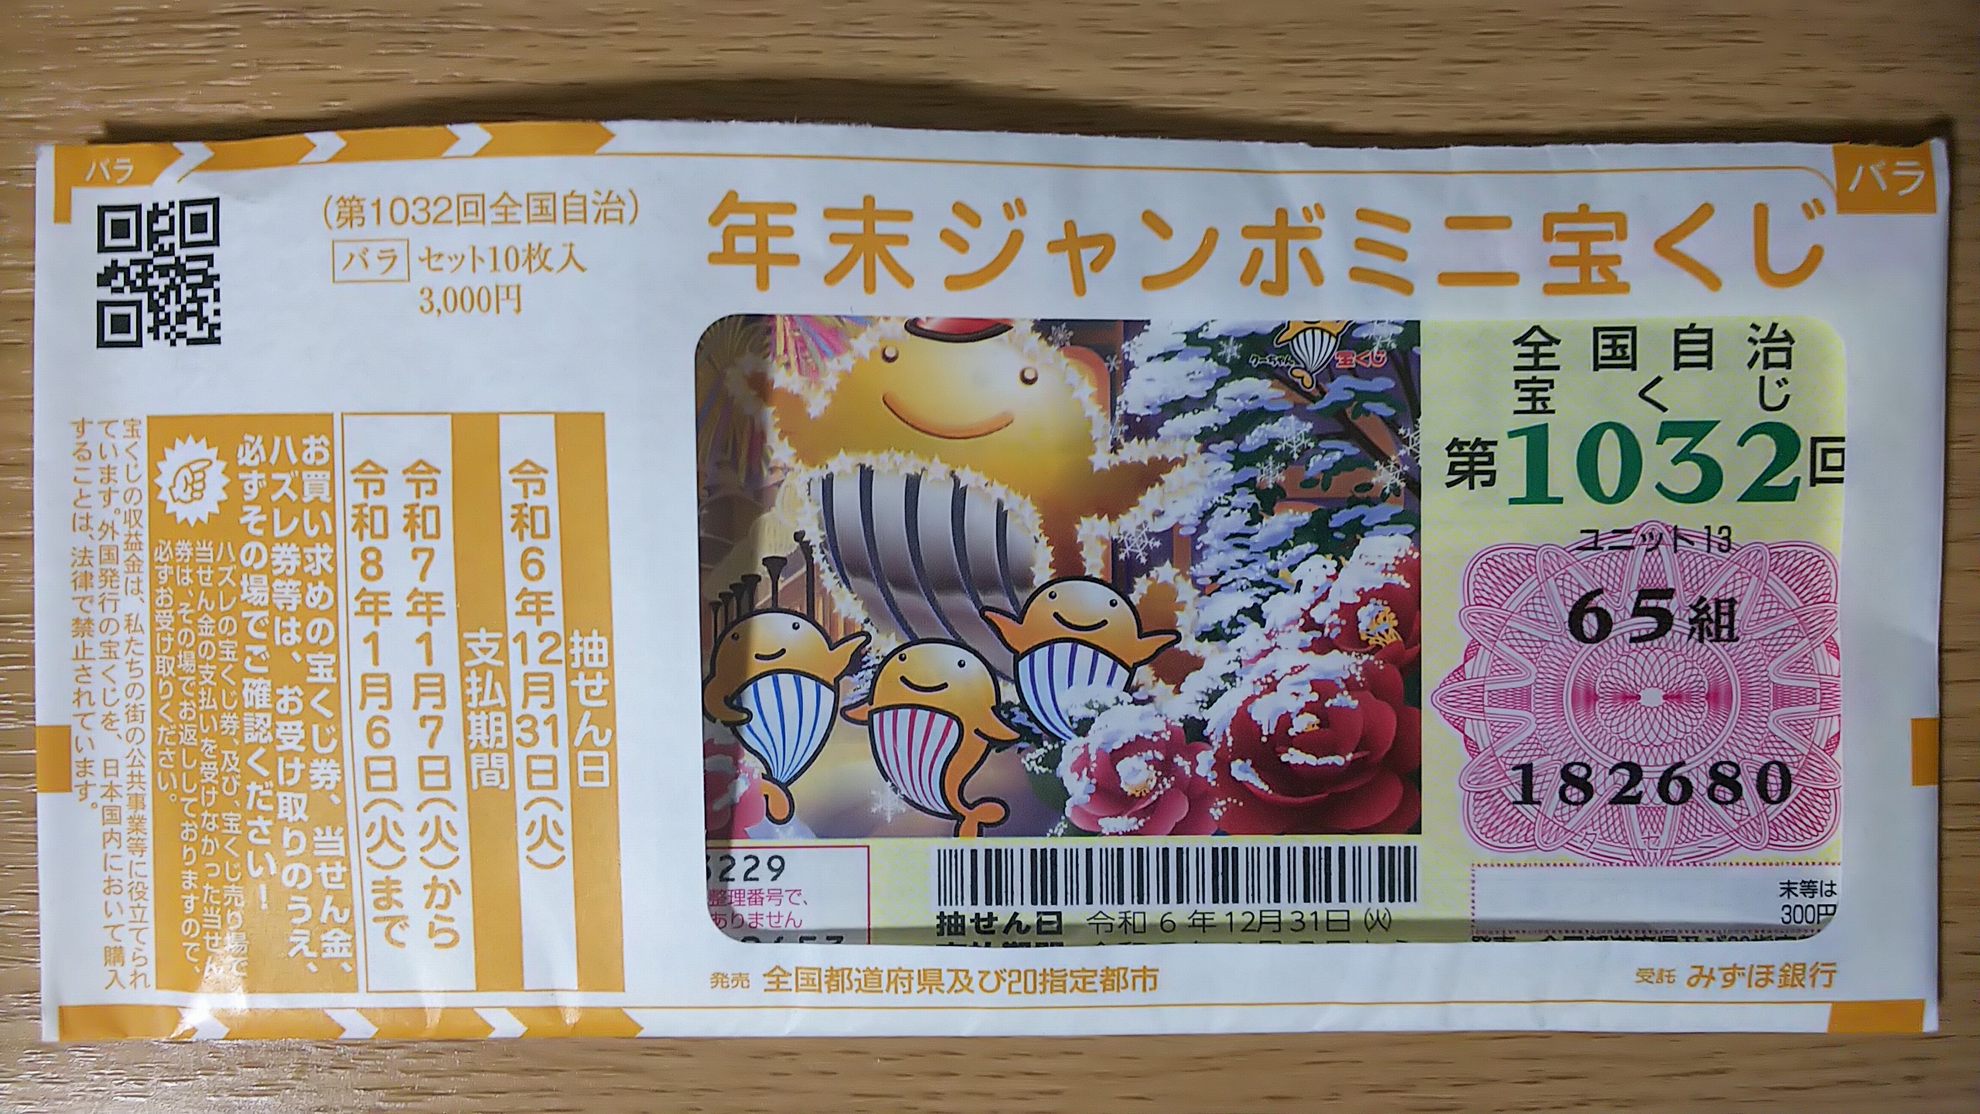 バラ
(第1032回全国自治)
バラ セット10枚入
3,000円
抽せん日
令和6年12月31日(火)
支払期間
令和7年1月7日(火)から
令和8年1月6日(火)まで
お買い求めの宝くじ券、当せん金、
ハズレ券等は、お受け取りのうえ、
必ずその場でご確認ください!
ハズレの宝くじ券、及び、宝くじ売り場で
当せん金の支払いを受けなかった当せん
券は、その場でお返ししておりますので、
必ずお受け取りください。
宝くじの収益金は、私たちの街の公共事業等に役立てられ
ています。外国発行の宝くじを、日本国内において購入
することは、法律で禁止されています。
バラ
年末ジャンボミニ宝くじ
クーちゃん 宝くじ
全国自治
宝くじ
第1032回
ユニット13
65組
182680
229
整理番号で、
ありません
抽せん日 令和6年12月31日(火)
末等は
300円
発売 全国都道府県及び20指定都市
受託 みずほ銀行